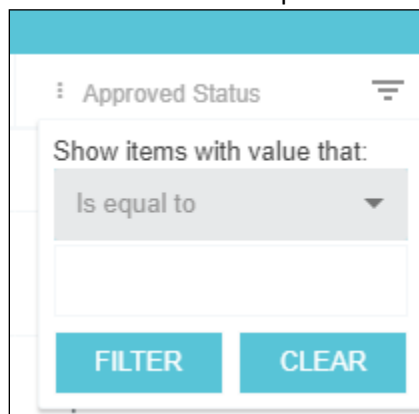 Approved Status
Show items with value that:
Is equal to
FILTER
CLEAR